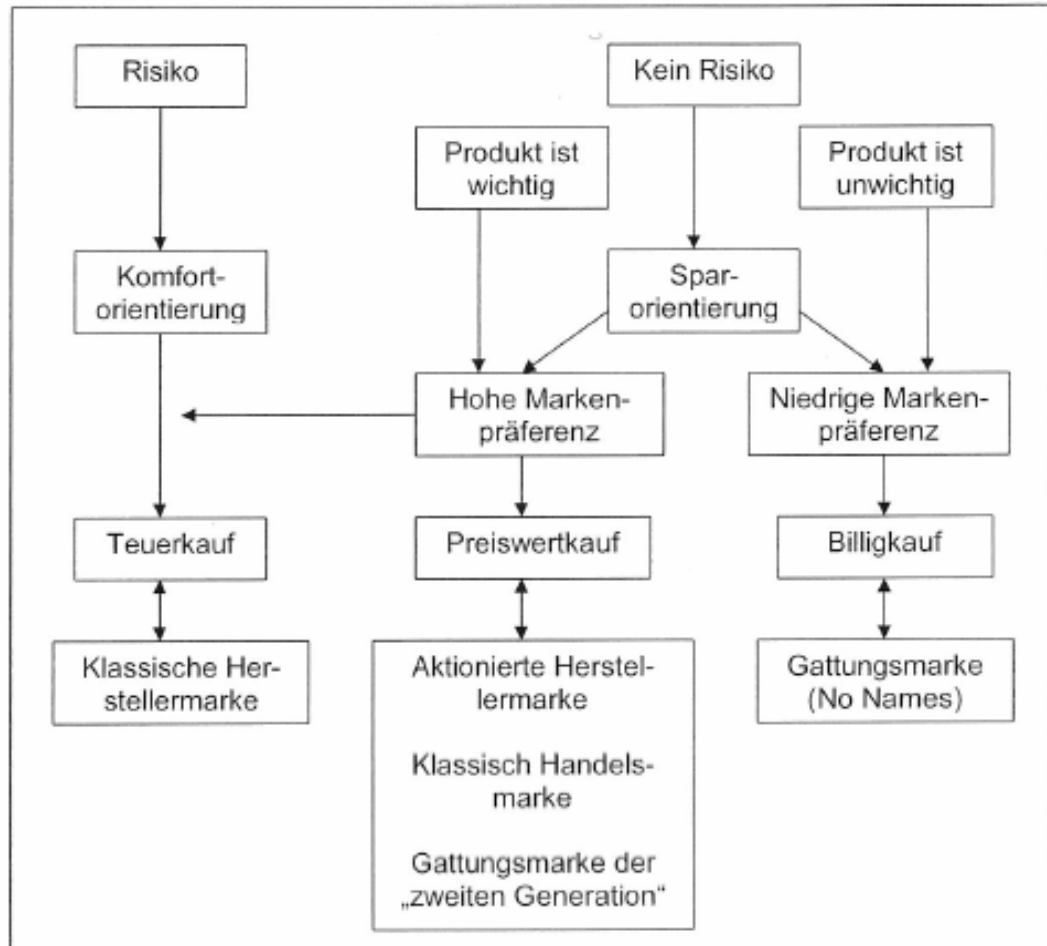 Risiko
Kein Risiko
Produkt ist
wichtig
Produkt ist
unwichtig
Komfort-
orientierung
Spar-
orientierung
Hohe Marken-
präferenz
Niedrige Marken-
präferenz
Teuerkauf
Preiswertkauf
Billigkauf
Klassische Her-
stellermarke
Aktionierte Herstel-
lermarke
Klassisch Handels-
marke
Gattungsmarke der
„zweiten Generation“
Gattungsmarke
(No Names)